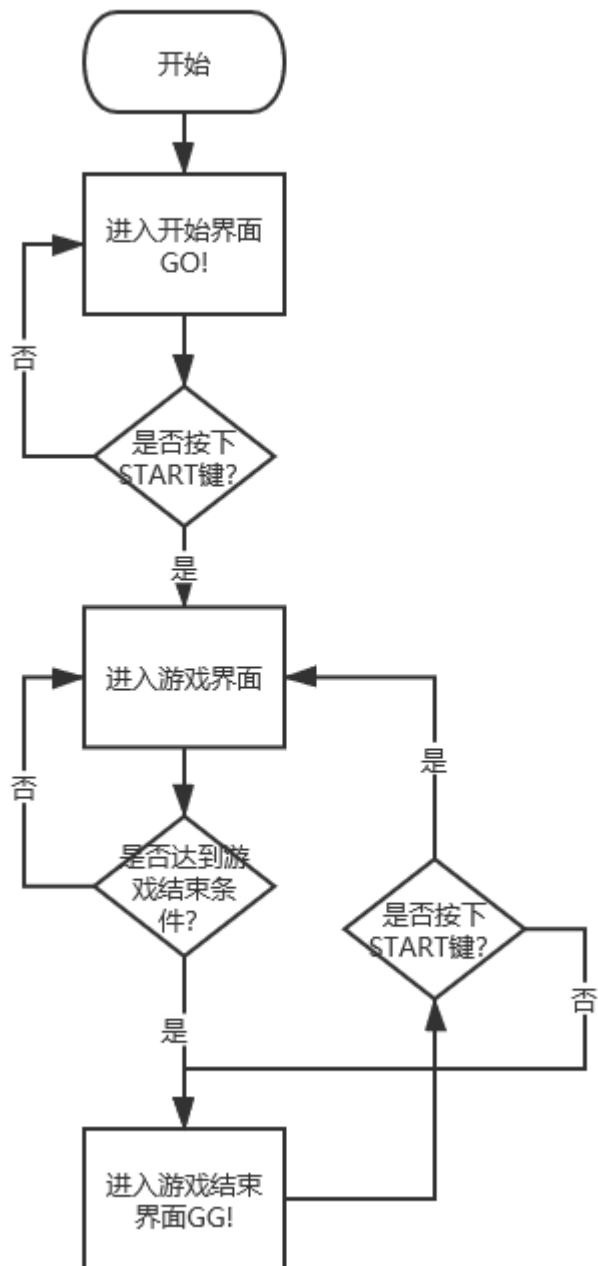 开始
进入开始界面
GO!
否
是否按下
START键?
是
进入游戏界面
是
否
是否达到游
戏结束条
件?
是否按下
START键?
否
是
进入游戏结束
界面GG!